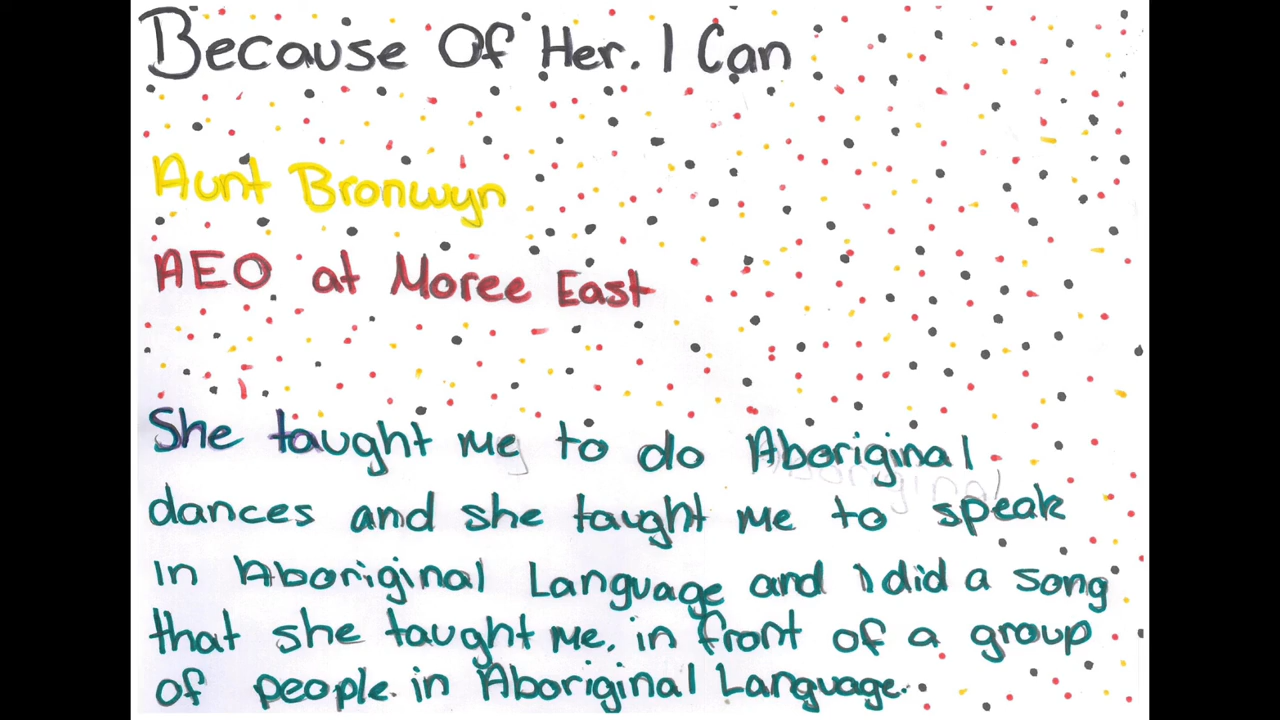 Because Of Her. I Can
Aunt Bronwyn
AEO at Moree East
She taught me to do Aboriginal
dances and she taught me to speak
in Aboriginal Language and I did a song
that she taught me. in front of a group
of people in Aboriginal Language.